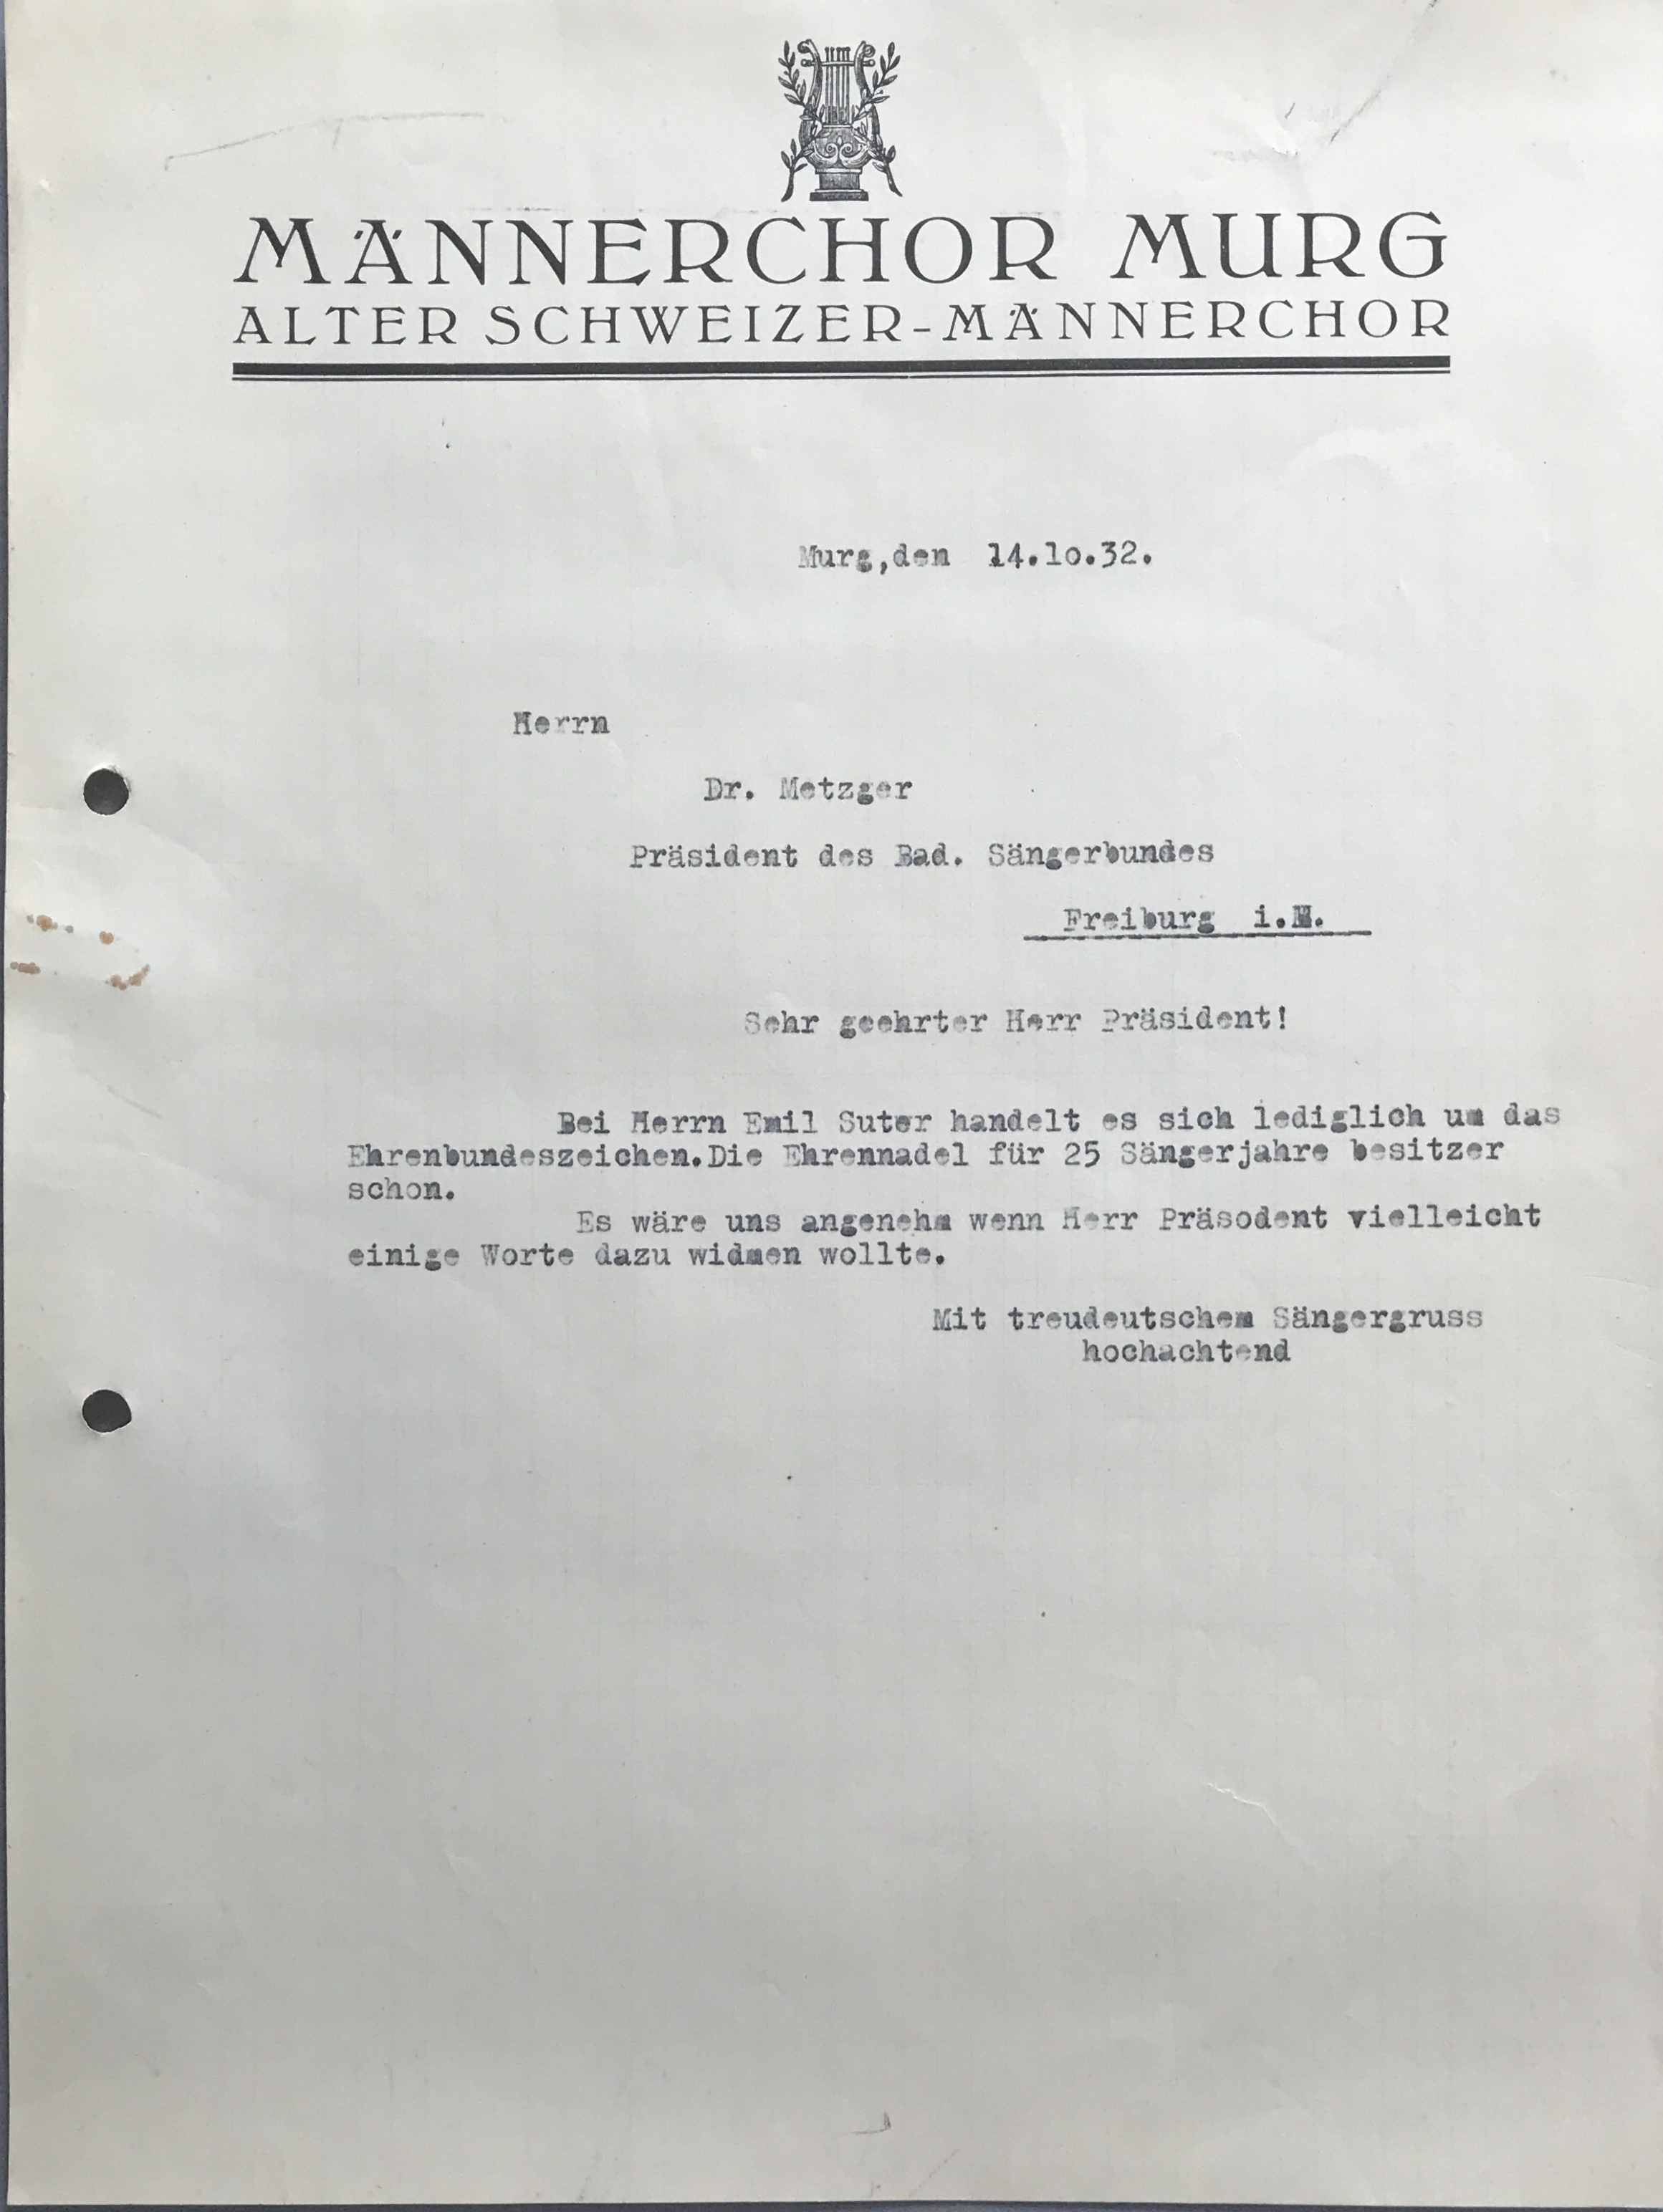 MÄNNERCHOR MURG
ALTER SCHWEIZER-MÄNNERCHOR
Murg,den 14.1o.32.
Herrn
Dr. Metzger
Präsident des Bad. Sängerbundes
Freiburg i.
Sehr geehrter Herr Präsident!
Bei Herrn Emil Suter handelt es sich lediglich um das
Ehrenbundeszeichen.Die Ehrennadel für 25 Sängerjahre besitzer
schon.
Es wäre uns angenehm wenn Herr Präsodent vielleicht
einige Worte dazu widmen wollte.
Mit treudeutschem Sängergruss
hochachtend